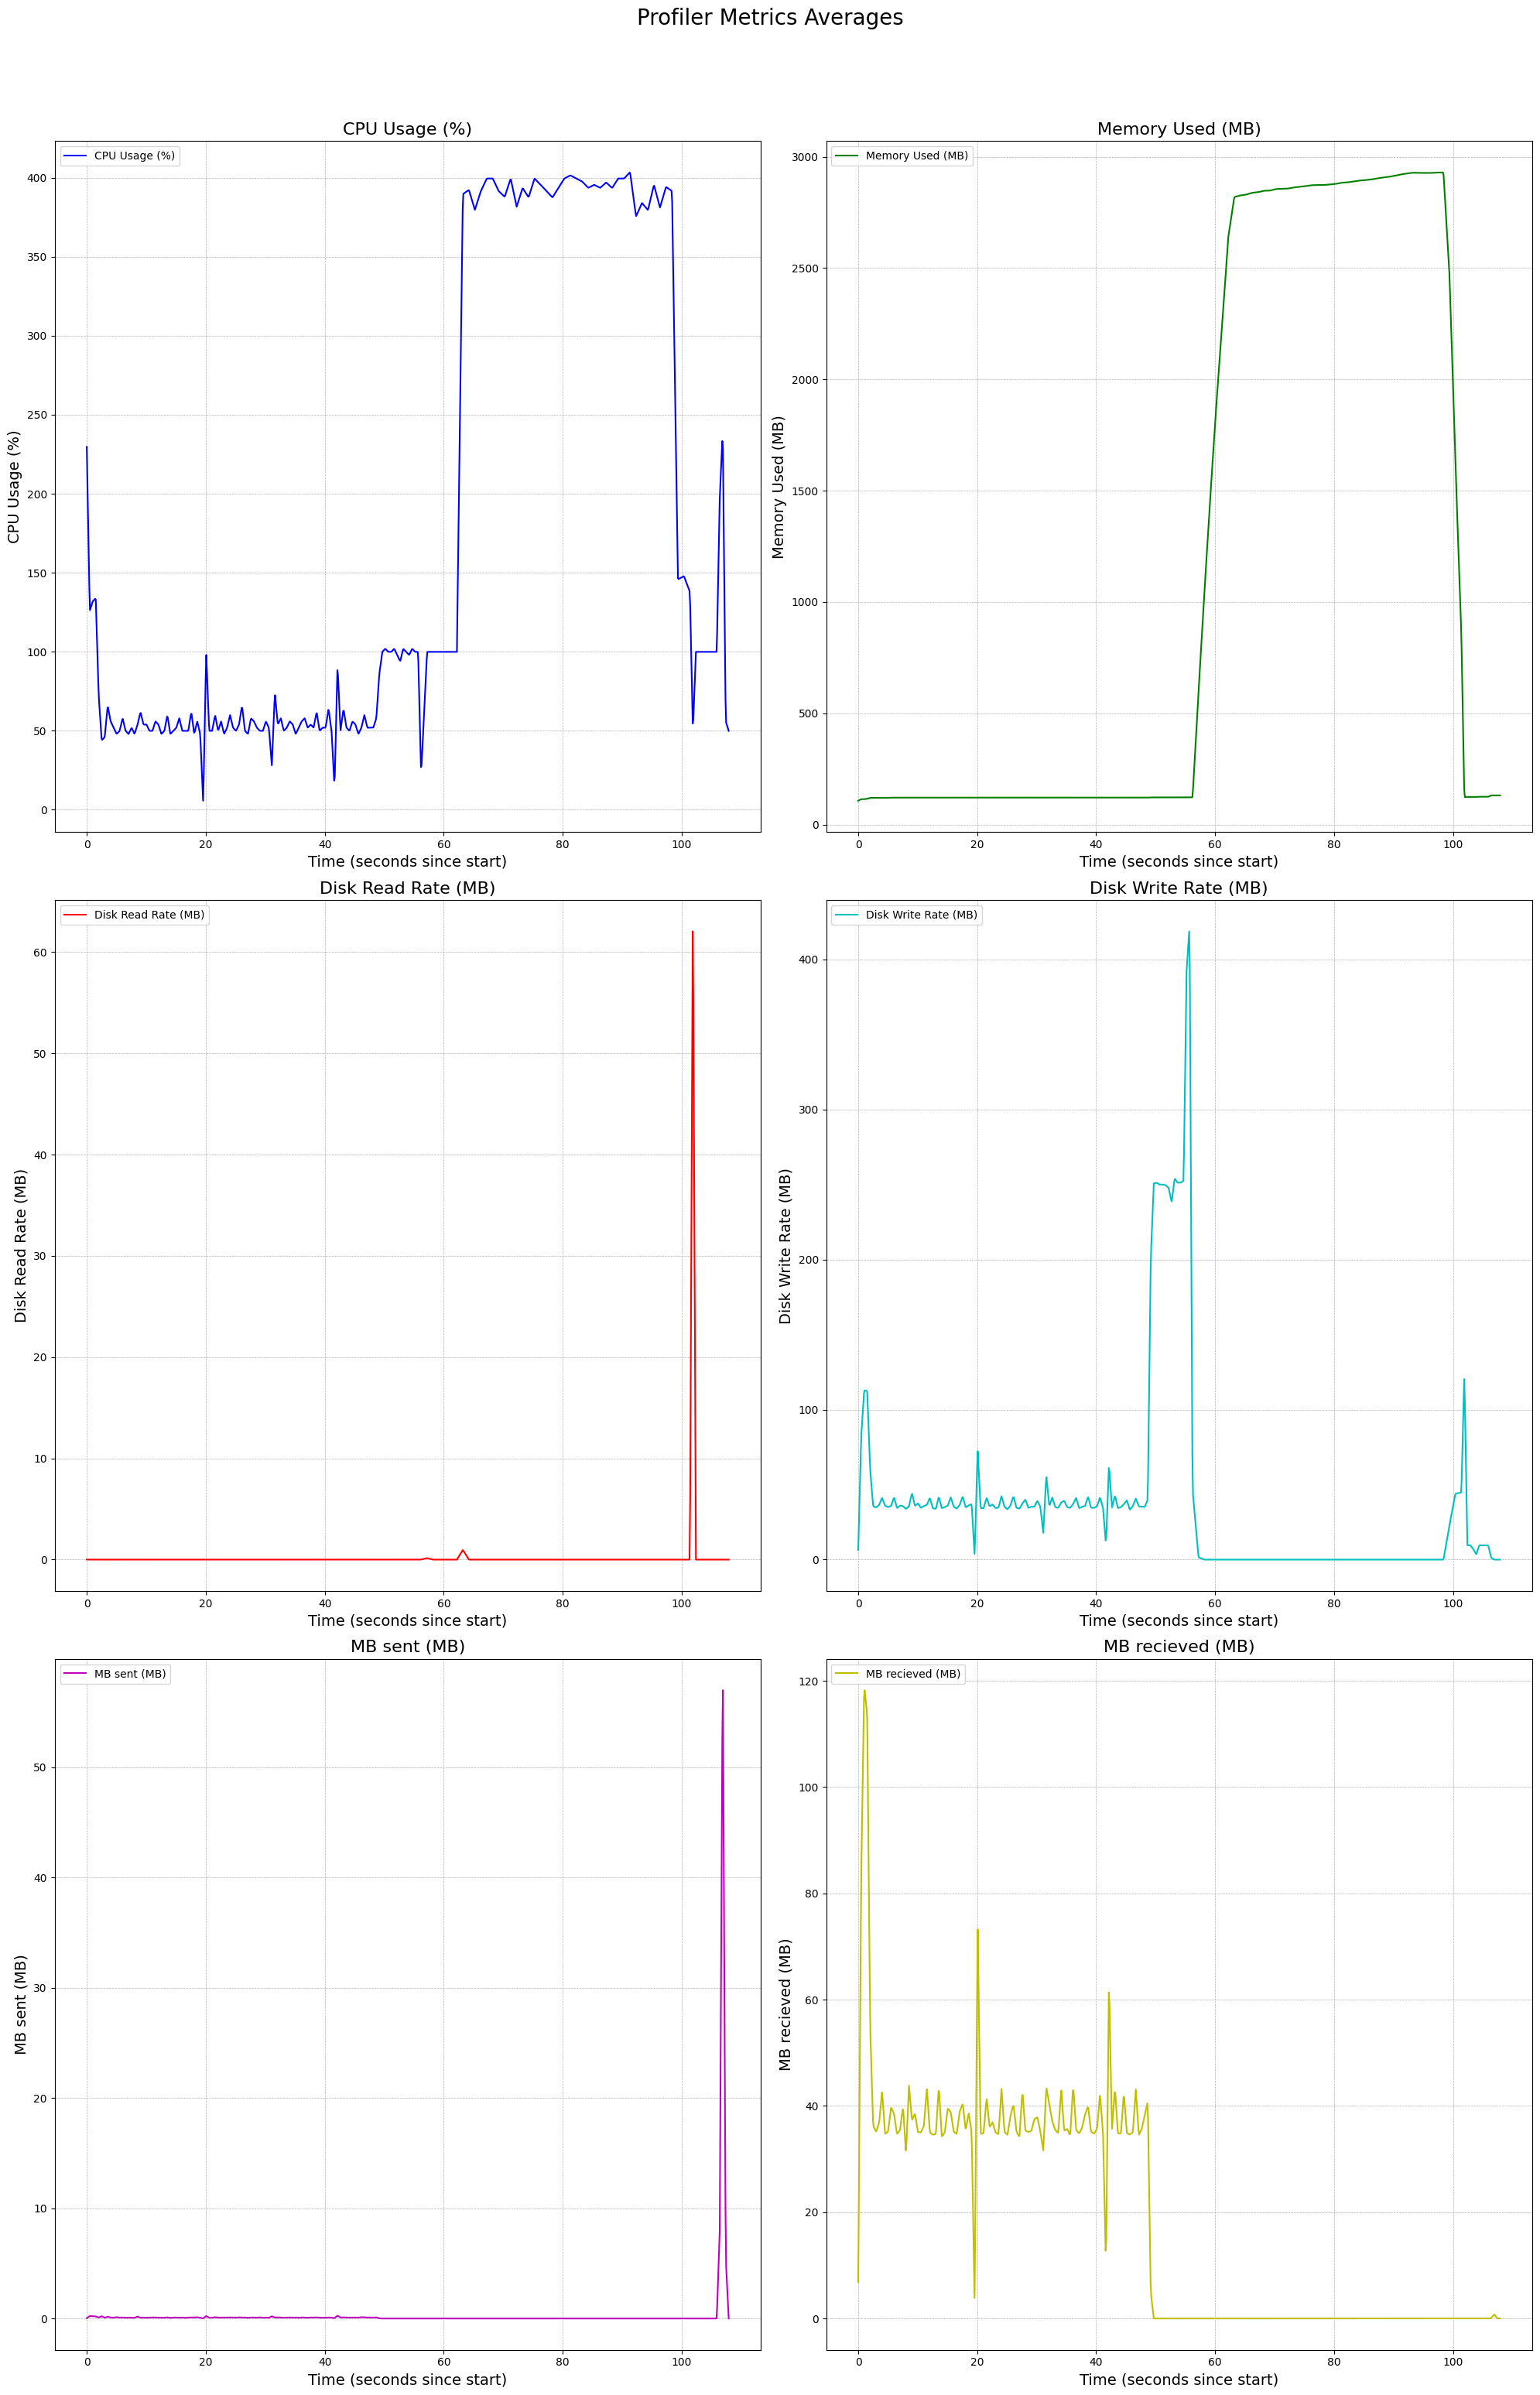 Profiler Metrics Averages
CPU Usage (%)
CPU Usage (%)
400
350
300
250
200
150
100
50
0
CPU Usage (%)
0 20 40 60 80 100
Time (seconds since start)
Memory Used (MB)
Memory Used (MB)
3000
2500
2000
1500
1000
500
0
Memory Used (MB)
0 20 40 60 80 100
Time (seconds since start)
Disk Read Rate (MB)
Disk Read Rate (MB)
60
50
40
30
20
10
0
Disk Read Rate (MB)
0 20 40 60 80 100
Time (seconds since start)
Disk Write Rate (MB)
Disk Write Rate (MB)
400
300
200
100
0
Disk Write Rate (MB)
0 20 40 60 80 100
Time (seconds since start)
MB sent (MB)
MB sent (MB)
50
40
30
20
10
0
MB sent (MB)
0 20 40 60 80 100
Time (seconds since start)
MB recieved (MB)
MB recieved (MB)
120
100
80
60
40
20
0
MB recieved (MB)
0 20 40 60 80 100
Time (seconds since start)